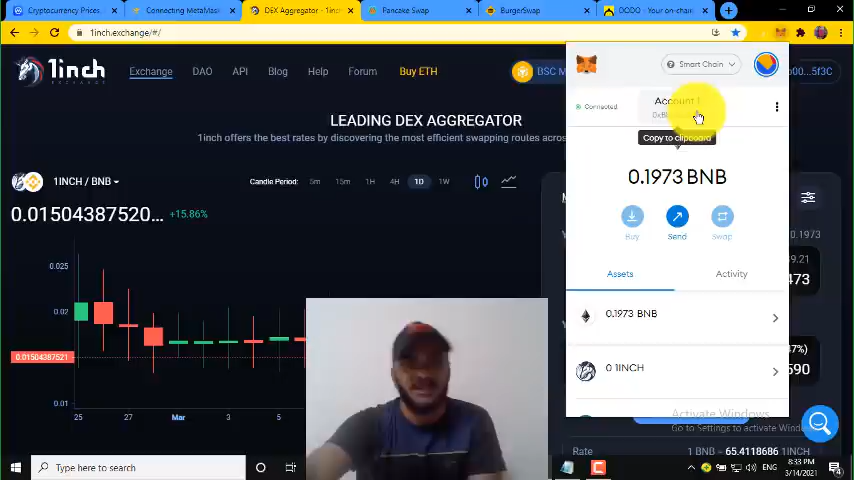 Cryptocurrency Prices
Connecting MetaMask
DEX Aggregator - 1inch
Pancake Swap
BurgerSwap
DODO - Your on-chain
1inch.exchange/#/
1inch
Exchange
DAO
API
Blog
Help
Forum
Buy ETH
BSC M
b00...5f3C
Smart Chain
Connected
Account 1
Copy to clipboard
LEADING DEX AGGREGATOR
1inch offers the best rates by discovering the most efficient swapping routes across
1INCH / BNB
Candle Period:
5m
15m
1H
4H
1D
1W
0.01504387520...
+15.86%
0.1973 BNB
Buy
Send
Swap
Assets
Activity
0.1973 BNB
0 1INCH
0.1973
39.21
473
47%)
590
0.025
0.02
0.01504387521
0.01
25
27
Mar
3
5
Activate Windows
Go to Settings to activate Windows
Rate
1 BNB = 65.4118686 1INCH
Type here to search
ENG
8:33 PM
3/14/2021
4